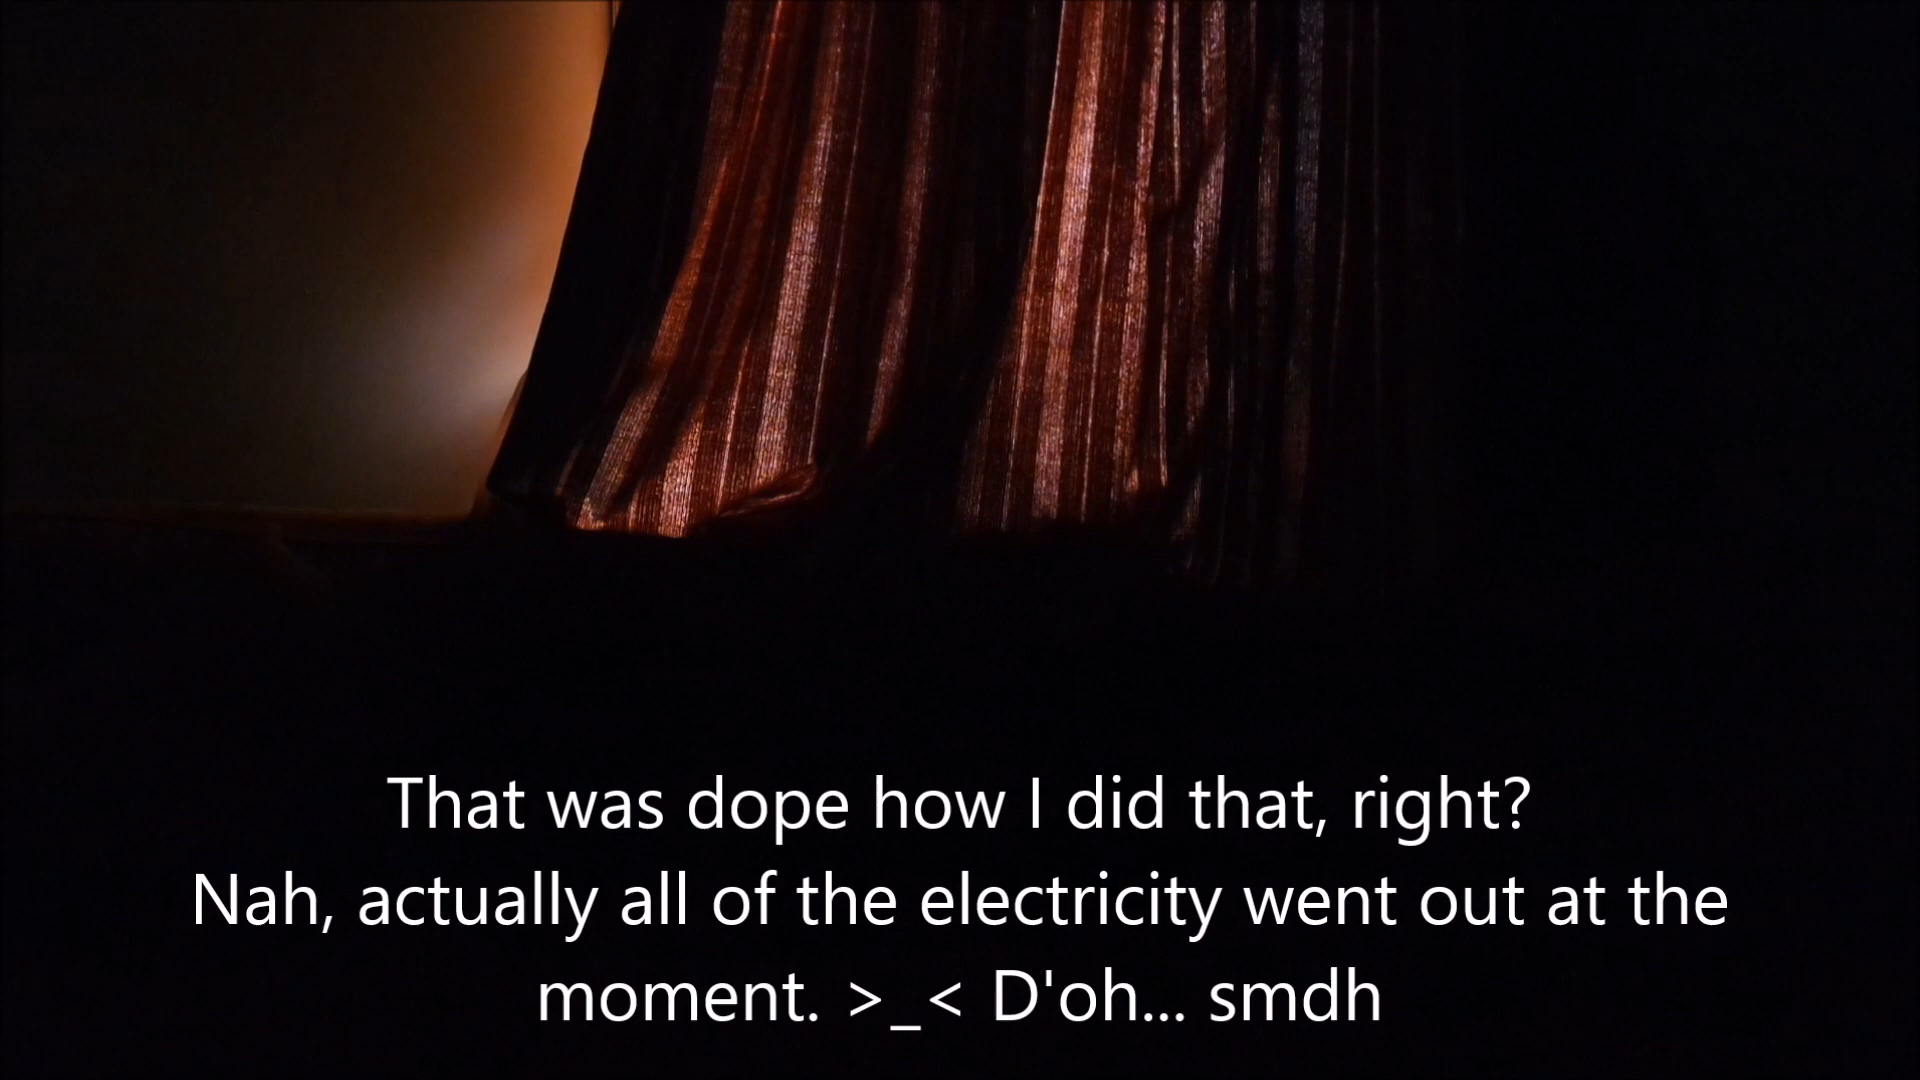 That was dope how I did that, right?
Nah, actually all of the electricity went out at the
moment. >_< D'oh... smdh